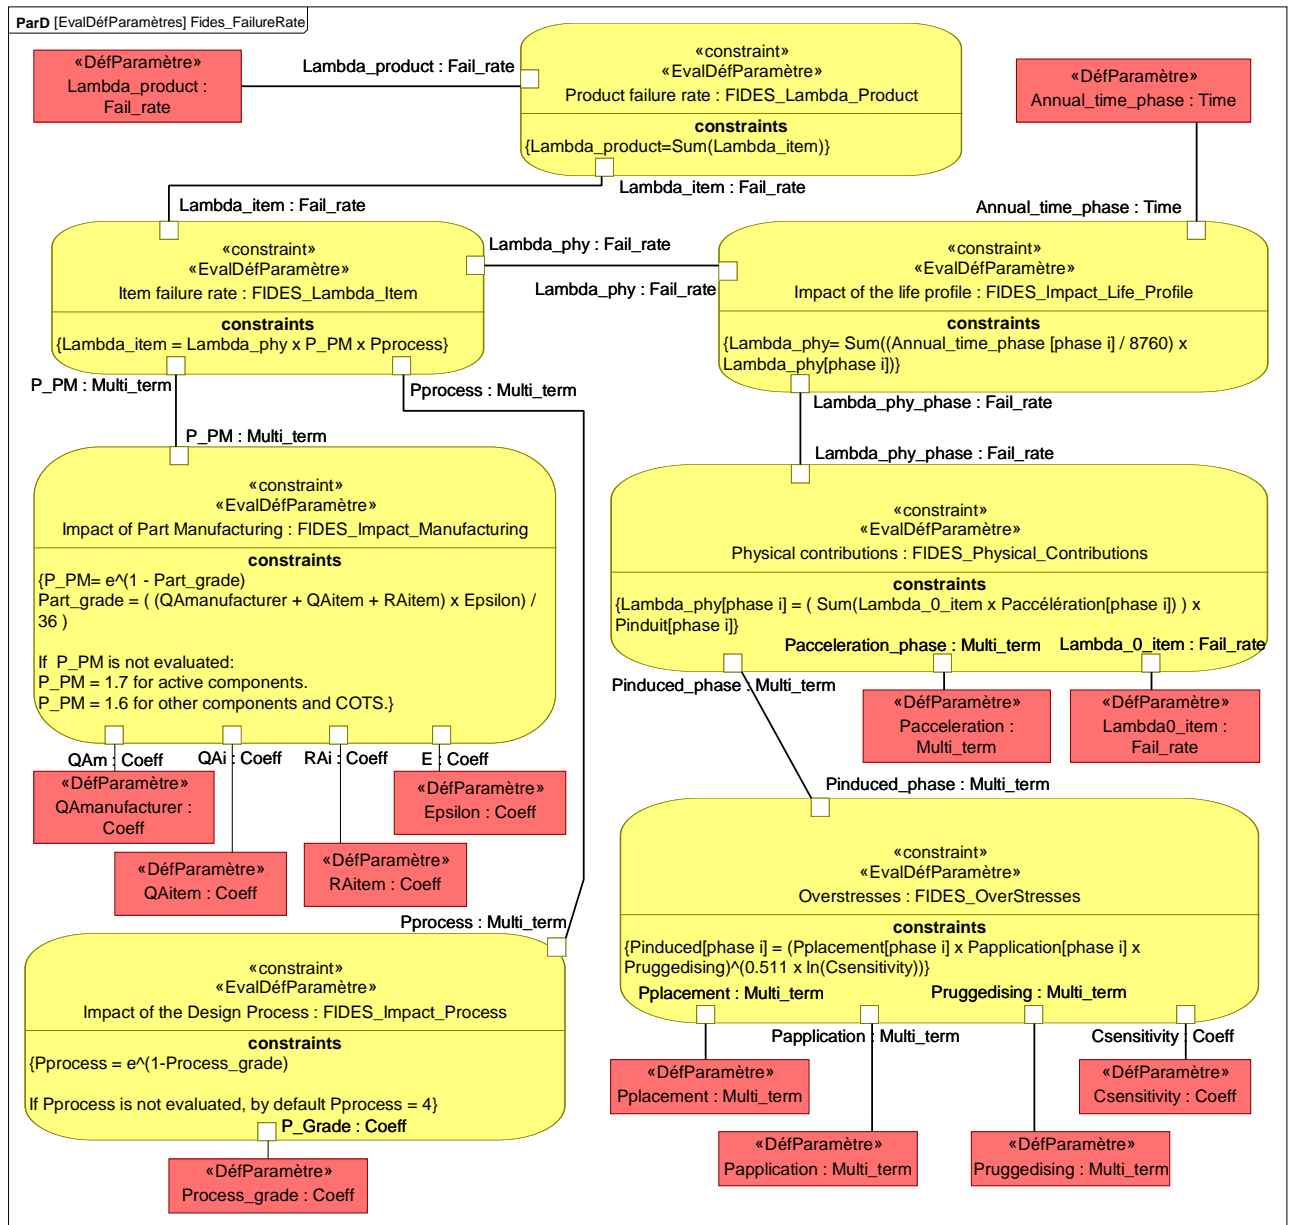 ParD [EvalDéfParamètres] Fides_FailureRate
«DéfParamètre»
Lambda_product :
Fail_rate
Lambda_product : Fail_rate
«constraint»
«EvalDéfParamètre»
Product failure rate : FIDES_Lambda_Product
constraints
{Lambda_product=Sum(Lambda_item)}
«DéfParamètre»
Annual_time_phase : Time
Lambda_item : Fail_rate
Lambda_item : Fail_rate
Annual_time_phase : Time
«constraint»
«EvalDéfParamètre»
Item failure rate : FIDES_Lambda_Item
constraints
{Lambda_item = Lambda_phy x P_PM x Pprocess}
Lambda_phy : Fail_rate
Lambda_phy : Fail_rate
«constraint»
«EvalDéfParamètre»
Impact of the life profile : FIDES_Impact_Life_Profile
constraints
{Lambda_phy= Sum((Annual_time_phase [phase i] / 8760) x
Lambda_phy[phase i])}
P_PM : Multi_term
Pprocess : Multi_term
Lambda_phy_phase : Fail_rate
P_PM : Multi_term
Lambda_phy_phase : Fail_rate
«constraint»
«EvalDéfParamètre»
Impact of Part Manufacturing : FIDES_Impact_Manufacturing
constraints
{P_PM= e^(1 - Part_grade)
Part_grade = ( (QAmanufacturer + QAitem + RAitem) x Epsilon) /
36 )
If  P_PM is not evaluated:
P_PM = 1.7 for active components.
P_PM = 1.6 for other components and COTS.}
«constraint»
«EvalDéfParamètre»
Physical contributions : FIDES_Physical_Contributions
constraints
{Lambda_phy[phase i] = ( Sum(Lambda_0_item x Paccélération[phase i]) ) x
Pinduit[phase i]}
Pacceleration_phase : Multi_term
Lambda_0_item : Fail_rate
Pinduced_phase : Multi_term
«DéfParamètre»
Pacceleration :
Multi_term
«DéfParamètre»
Lambda0_item :
Fail_rate
QAm : Coeff
QAi : Coeff
RAi : Coeff
E : Coeff
«DéfParamètre»
QAmanufacturer :
Coeff
«DéfParamètre»
Epsilon : Coeff
«DéfParamètre»
QAitem : Coeff
«DéfParamètre»
RAitem : Coeff
Pinduced_phase : Multi_term
«constraint»
«EvalDéfParamètre»
Overstresses : FIDES_OverStresses
constraints
{Pinduced[phase i] = (Pplacement[phase i] x Papplication[phase i] x
Pruggedising)^(0.511 x ln(Csensitivity))}
Pplacement : Multi_term
Pruggedising : Multi_term
Papplication : Multi_term
Csensitivity : Coeff
Pprocess : Multi_term
«constraint»
«EvalDéfParamètre»
Impact of the Design Process : FIDES_Impact_Process
constraints
{Pprocess = e^(1-Process_grade)
If Pprocess is not evaluated, by default Pprocess = 4}
P_Grade : Coeff
«DéfParamètre»
Process_grade : Coeff
«DéfParamètre»
Pplacement : Multi_term
«DéfParamètre»
Csensitivity : Coeff
«DéfParamètre»
Papplication : Multi_term
«DéfParamètre»
Pruggedising : Multi_term